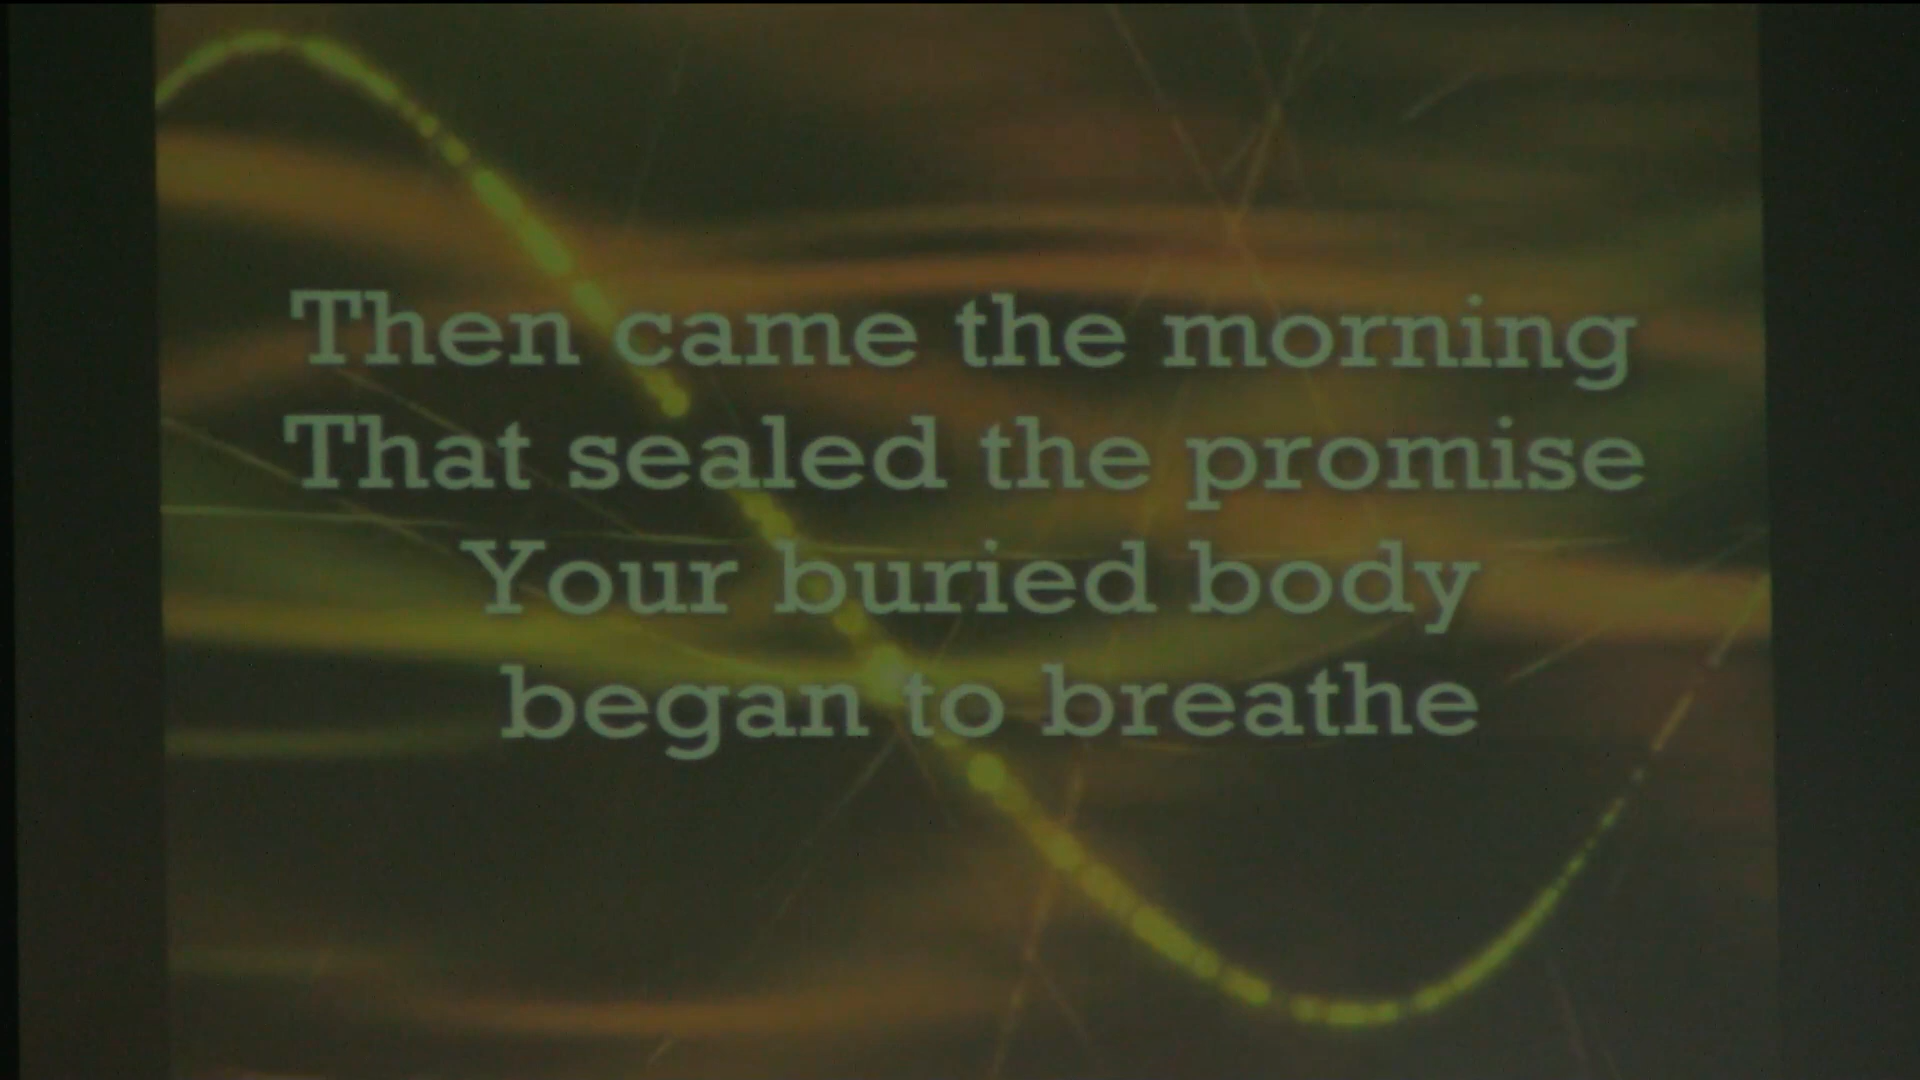 Then came the morning
That sealed the promise
Your buried body
began to breathe